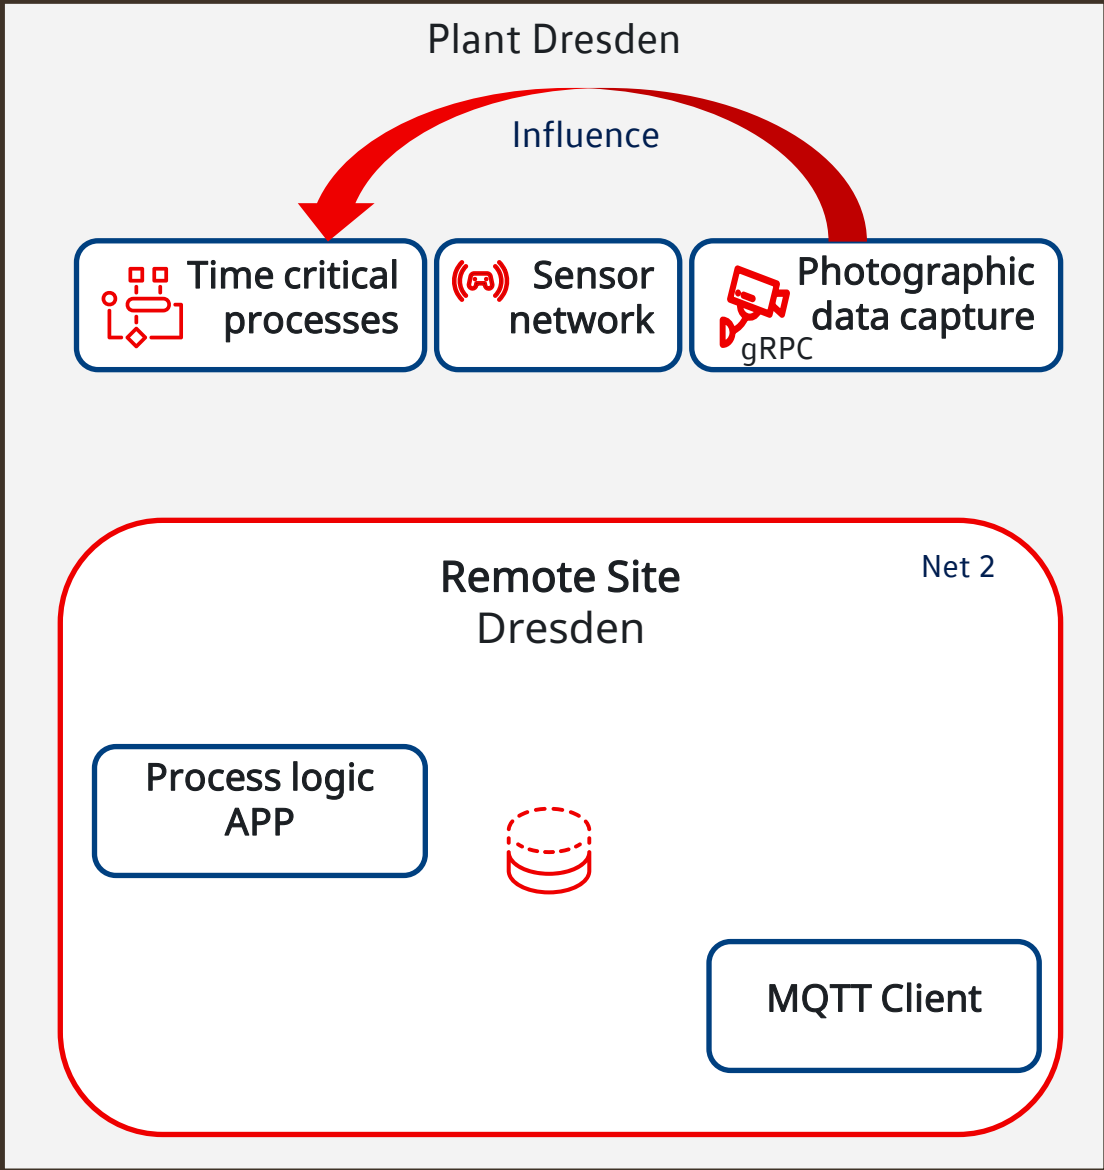 Plant Dresden
Influence
Time critical
processes
Sensor
network
Photographic
data capture
gRPC
Remote Site
Dresden
Net 2
Process logic
APP
MQTT Client